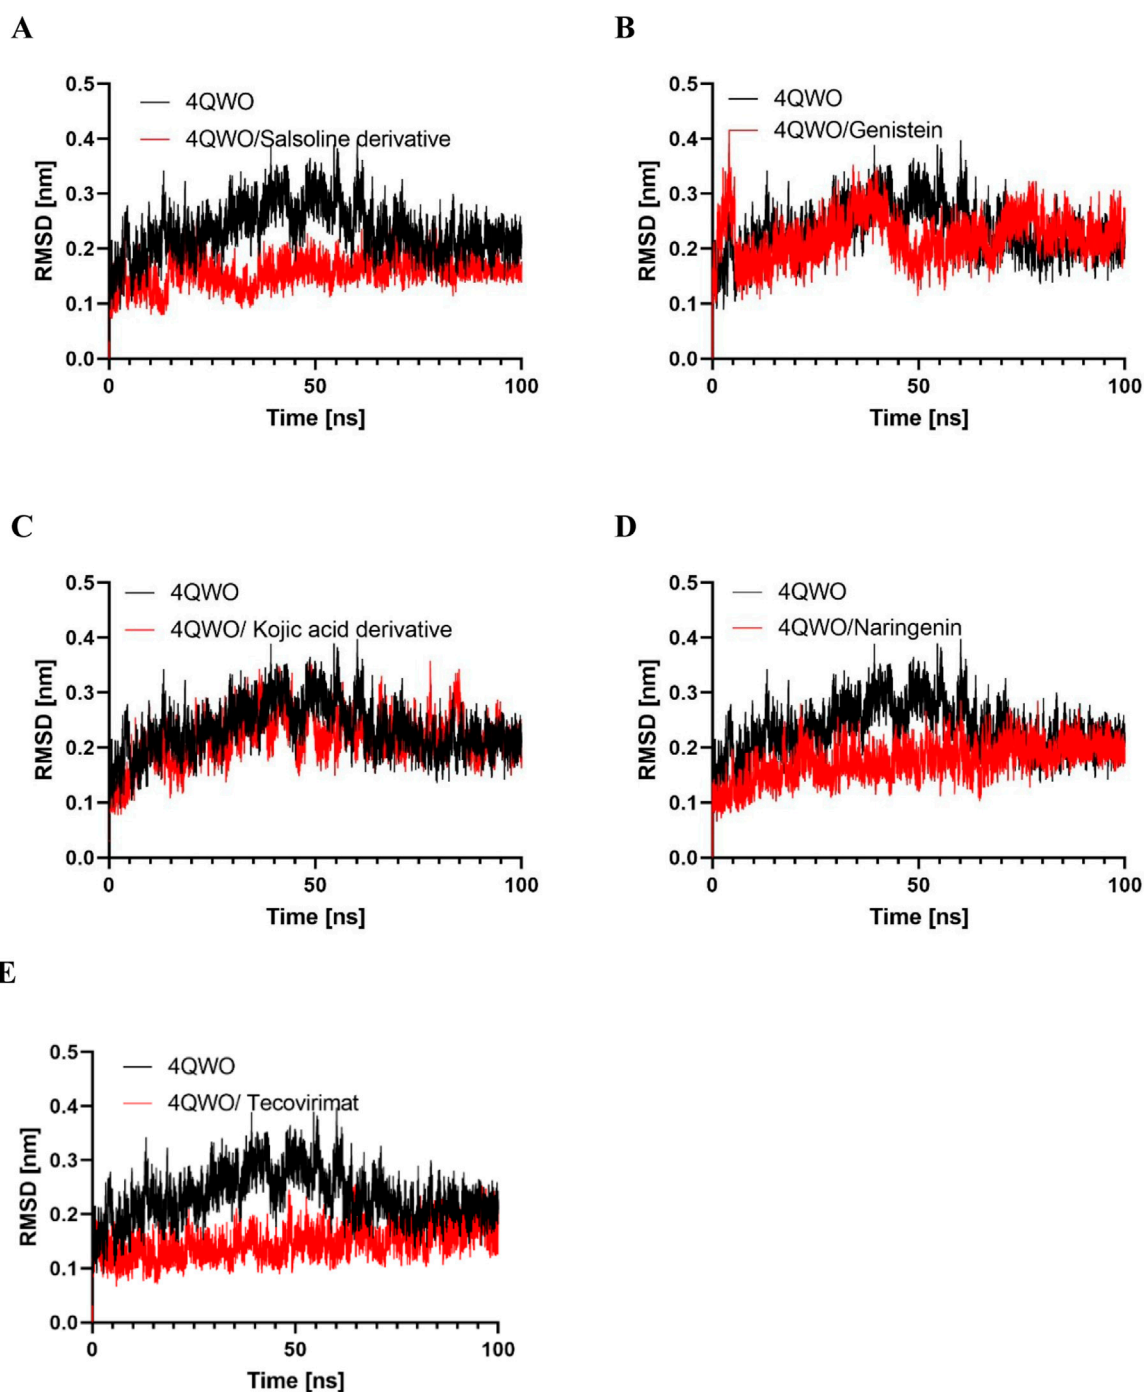 A
0.5
0.4
0.3
0.2
0.1
0.0
RMSD [nm]
4QWO
4QWO/Salsoline derivative
0
50
100
Time [ns]
B
0.5
0.4
0.3
0.2
0.1
0.0
RMSD [nm]
4QWO
4QWO/Genistein
0
50
100
Time [ns]
C
0.5
0.4
0.3
0.2
0.1
0.0
RMSD [nm]
4QWO
4QWO/ Kojic acid derivative
0
50
100
Time [ns]
D
0.5
0.4
0.3
0.2
0.1
0.0
RMSD [nm]
4QWO
4QWO/Naringenin
0
50
100
Time [ns]
E
0.5
0.4
0.3
0.2
0.1
0.0
RMSD [nm]
4QWO
4QWO/ Tecovirimat
0
50
100
Time [ns]